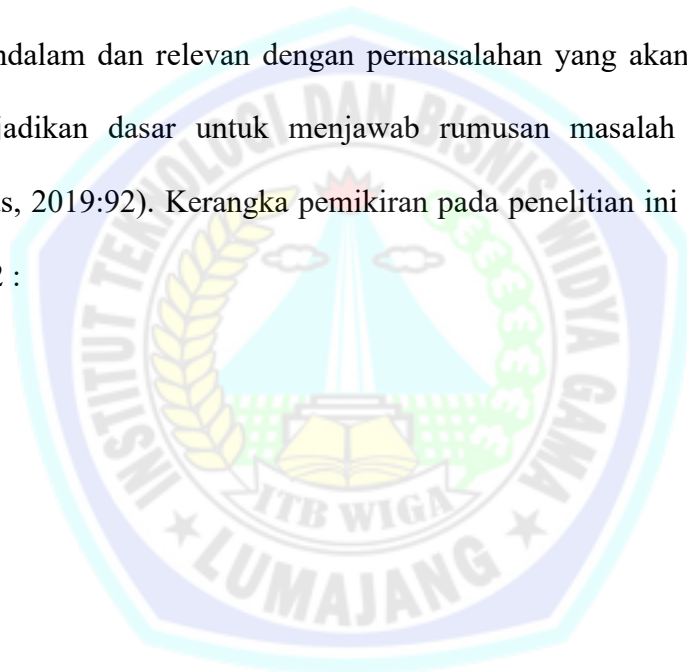 ndalam dan relevan dengan permasalahan yang akan
jadikan dasar untuk menjawab rumusan masalah
s, 2019:92). Kerangka pemikiran pada penelitian ini
2 :
INSTITUT TEKNOLOGI DAN BISNIS WIDYA GAMA
ITB WIGA
LUMAJANG